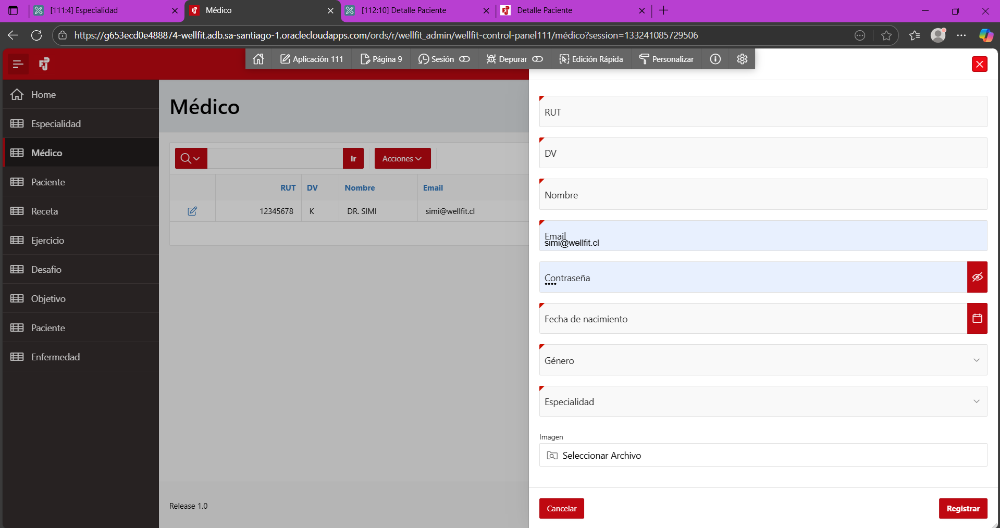 [111:4] Especialidad
Médico
[112:10] Detalle Paciente
Detalle Paciente
https://g653ecd0e488874-wellfit.adb.sa-santiago-1.oraclecloudapps.com/ords/r/wellfit_admin/wellfit-control-panel111/médico?session=133241085729506
Aplicación 111
Página 9
Sesión
Depurar
Edición Rápida
Personalizar
Home
Especialidad
Médico
Paciente
Receta
Ejercicio
Desafio
Objetivo
Paciente
Enfermedad
Médico
Ir
Acciones
RUT DV Nombre Email
12345678 K DR. SIMI simi@wellfit.cl
Release 1.0
RUT
DV
Nombre
Email
simi@wellfit.cl
Contraseña
••••
Fecha de nacimiento
Género
Especialidad
Imagen
Seleccionar Archivo
Cancelar
Registrar